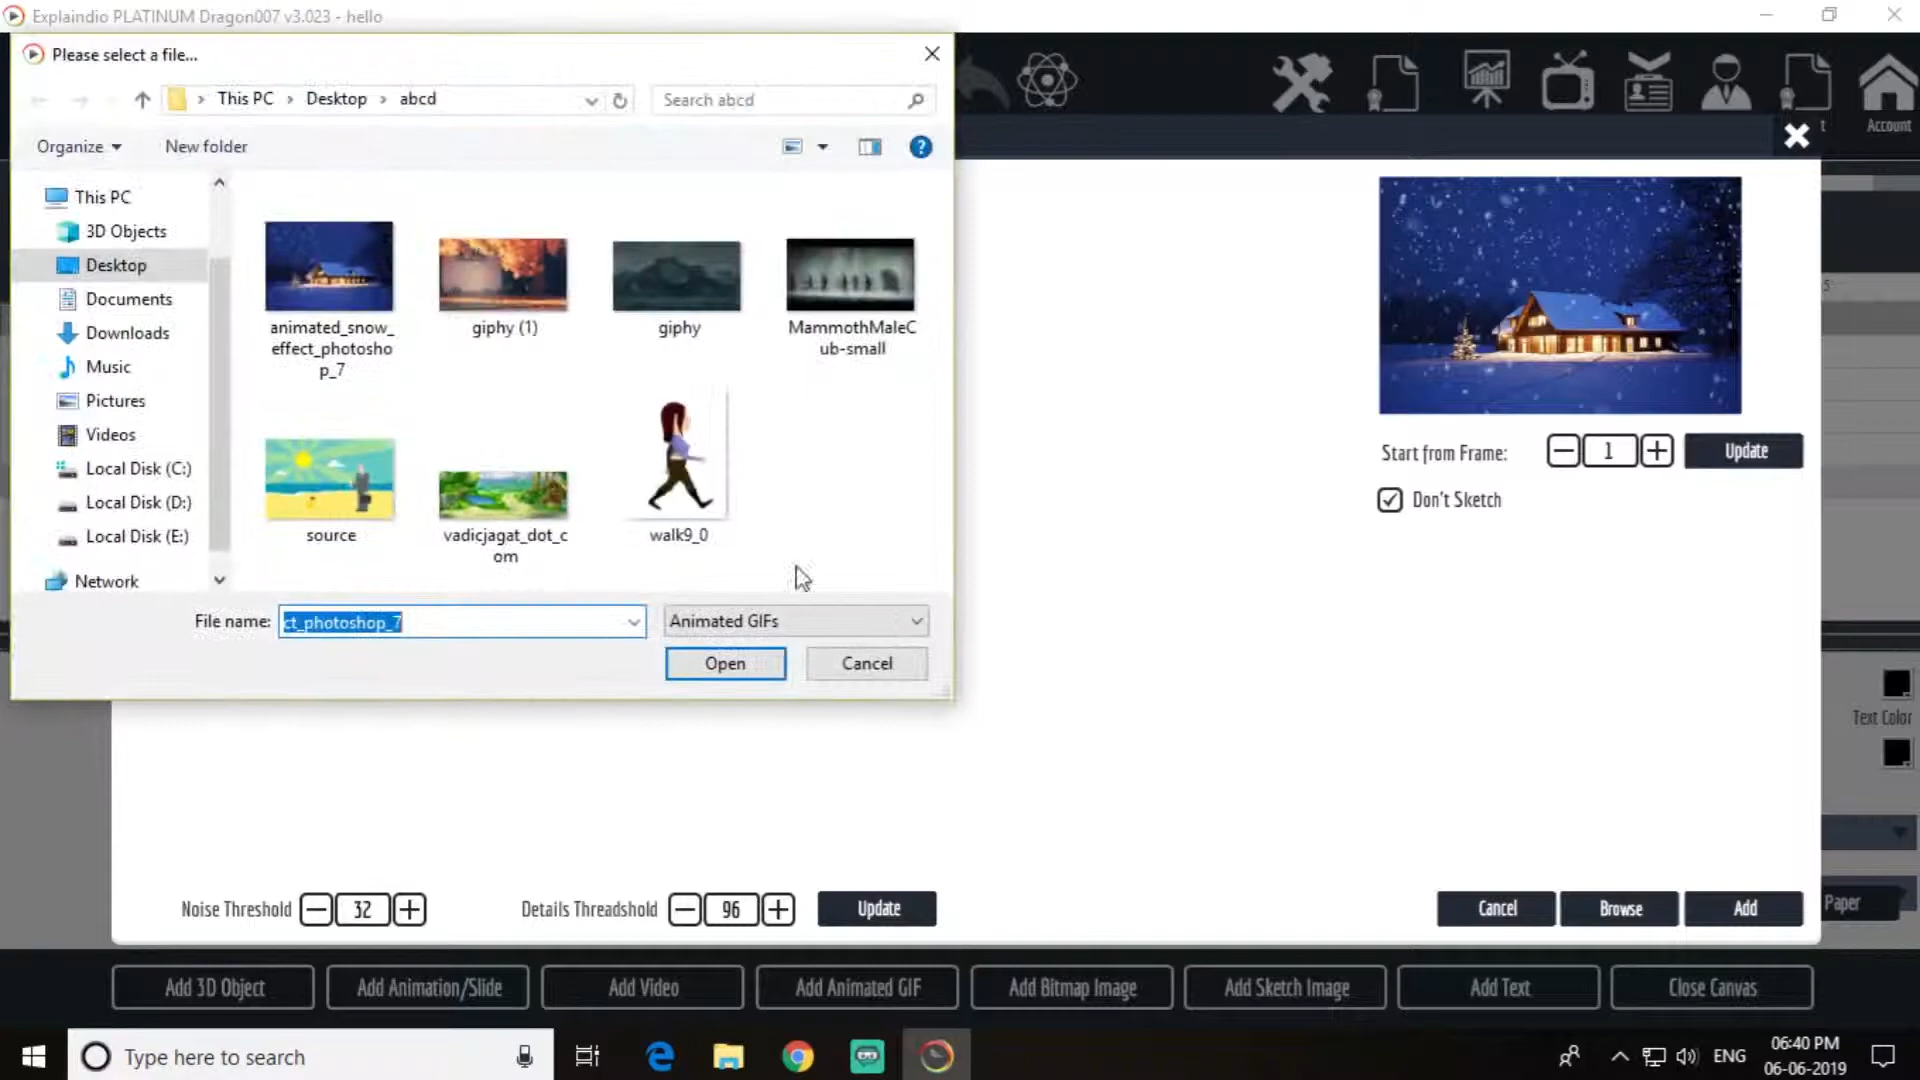 Explaindio PLATINUM Dragon007 v3.023 - hello
Please select a file...
This PC > Desktop > abcd
Search abcd
Organize
New folder
This PC
3D Objects
Desktop
Documents
Downloads
Music
Pictures
Videos
Local Disk (C:)
Local Disk (D:)
Local Disk (E:)
Network
animated_snow_
effect_photosho
p_7
giphy (1)
giphy
MammothMaleC
ub-small
source
vadicjagat_dot_c
om
walk9_0
File name:
ct_photoshop_7
Animated GIFs
Open
Cancel
Account
Start from Frame:
1
Update
Don't Sketch
Text Color
Paper
Noise Threshold
32
Details Threadshold
96
Update
Cancel
Browse
Add
Add 3D Object
Add Animation/Slide
Add Video
Add Animated GIF
Add Bitmap Image
Add Sketch Image
Add Text
Close Canvas
Type here to search
ENG
06:40 PM
06-06-2019